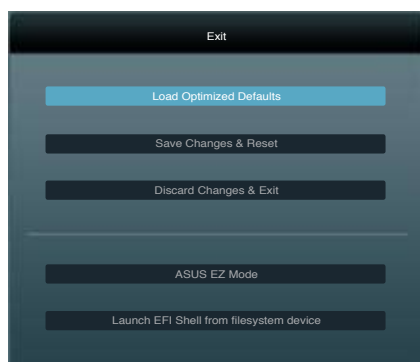 Exit
Load Optimized Defaults
Save Changes & Reset
Discard Changes & Exit
ASUS EZ Mode
Launch EFI Shell from filesystem device